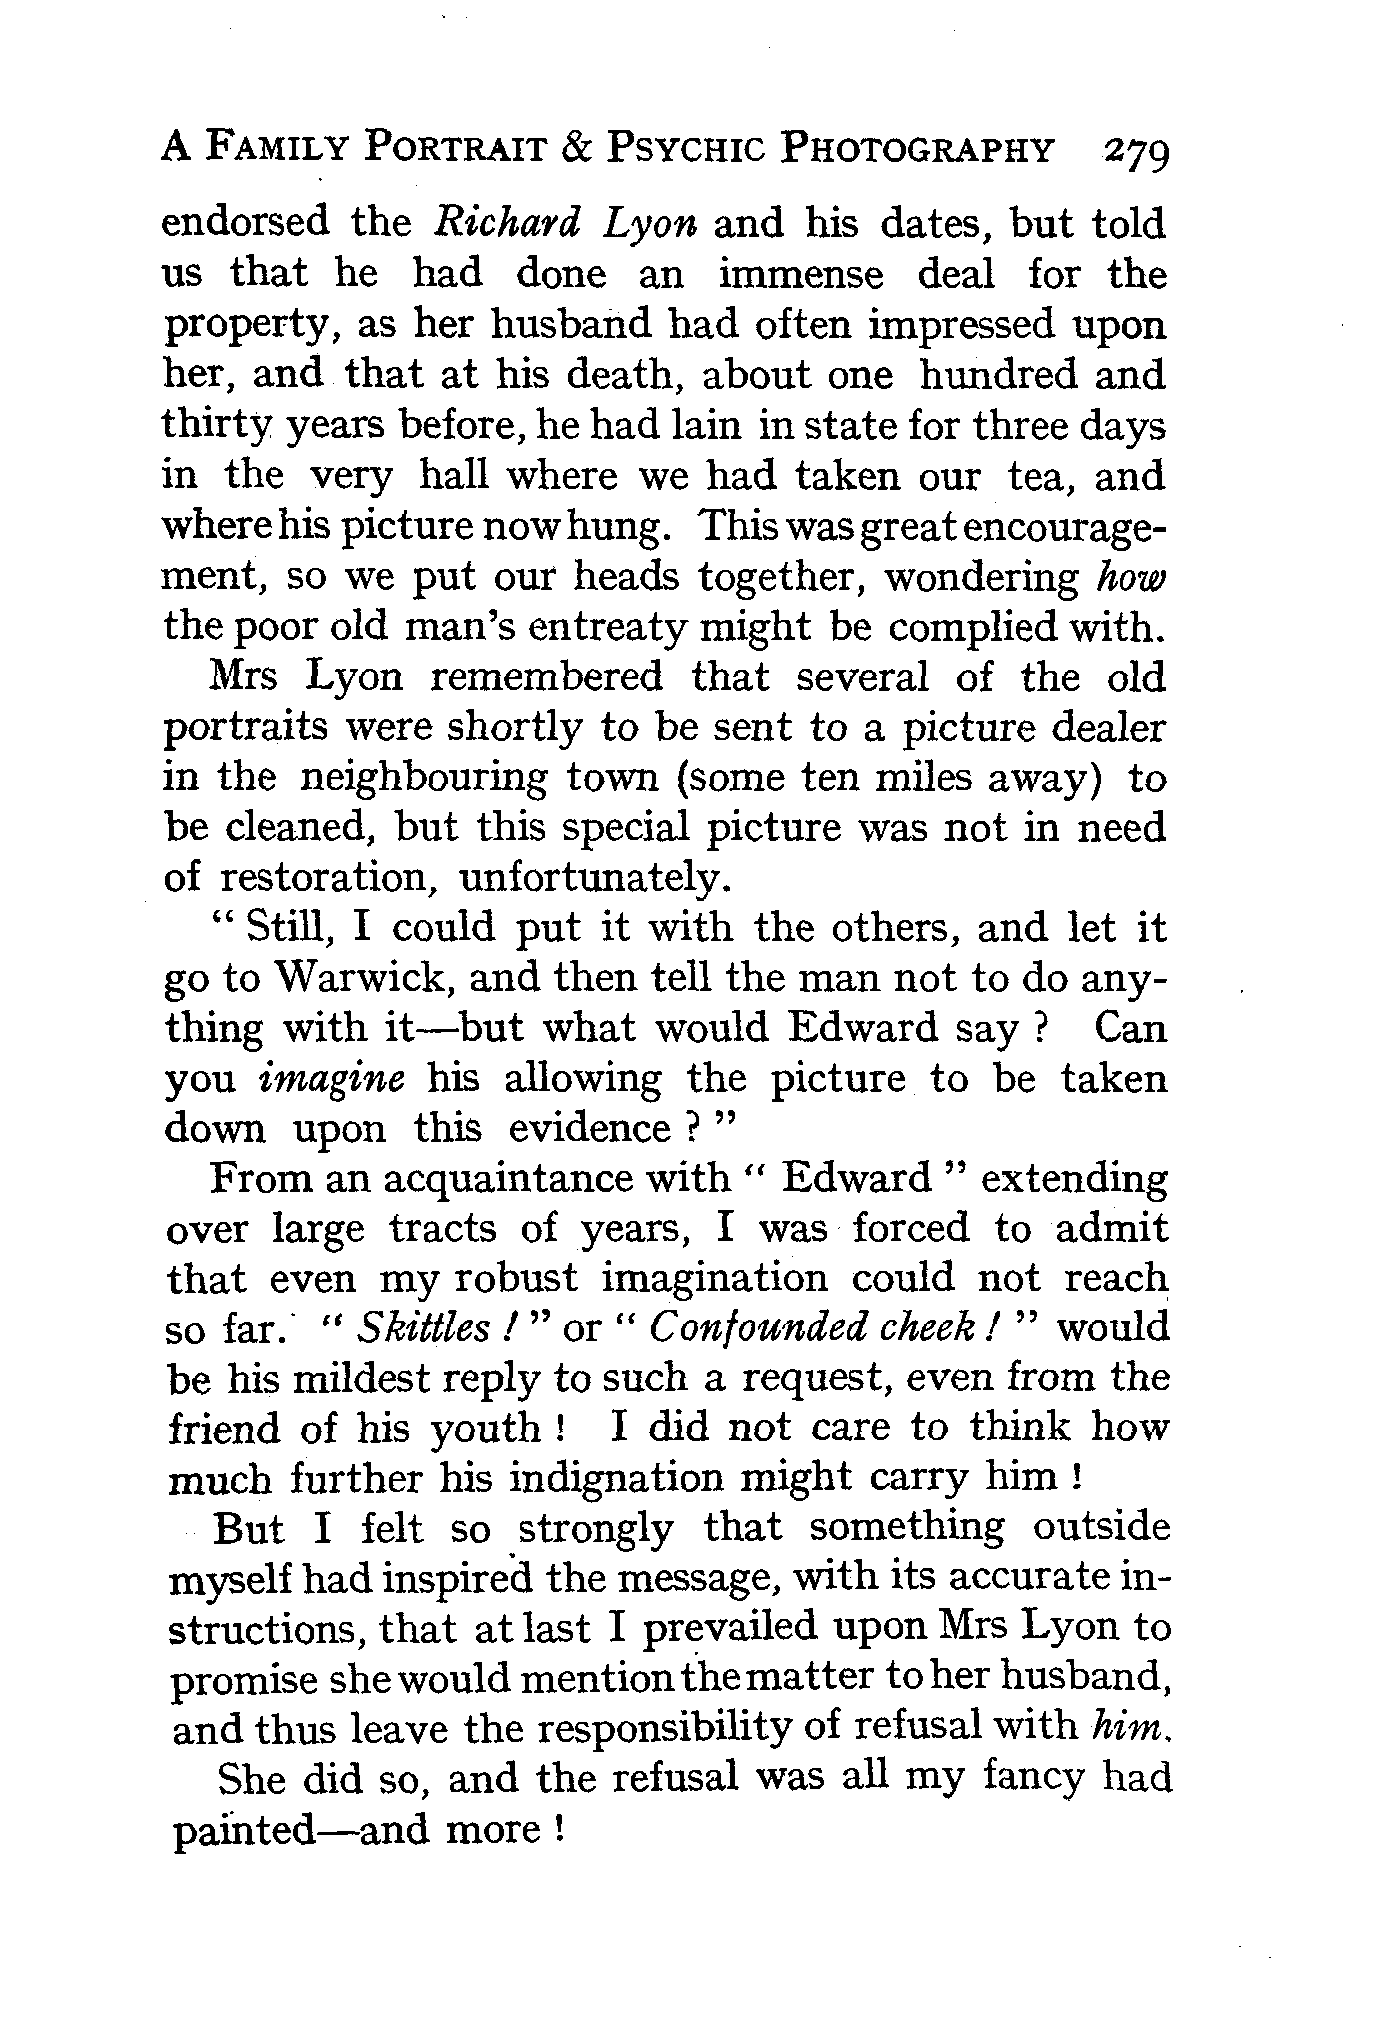 A FAMILY PORTRAIT & PSYCHIC PHOTOGRAPHY 279
endorsed the Richard Lyon and his dates, but told
us that he had done an immense deal for the
property, as her husband had often impressed upon
her, and that at his death, about one hundred and
thirty years before, he had lain in state for three days
in the very hall where we had taken our tea, and
where his picture now hung. This was great encourage-
ment, so we put our heads together, wondering how
the poor old man's entreaty might be complied with.
Mrs Lyon remembered that several of the old
portraits were shortly to be sent to a picture dealer
in the neighbouring town (some ten miles away) to
be cleaned, but this special picture was not in need
of restoration, unfortunately.
“ Still, I could put it with the others, and let it
go to Warwick, and then tell the man not to do any-
thing with it—but what would Edward say ? Can
you imagine his allowing the picture to be taken
down upon this evidence ? ”
From an acquaintance with “ Edward ” extending
over large tracts of years, I was forced to admit
that even my robust imagination could not reach
so far. “ Skittles ! ” or “ Confounded cheek ! ” would
be his mildest reply to such a request, even from the
friend of his youth ! I did not care to think how
much further his indignation might carry him !
But I felt so strongly that something outside
myself had inspired the message, with its accurate in-
structions, that at last I prevailed upon Mrs Lyon to
promise she would mention the matter to her husband,
and thus leave the responsibility of refusal with him.
She did so, and the refusal was all my fancy had
painted—and more !